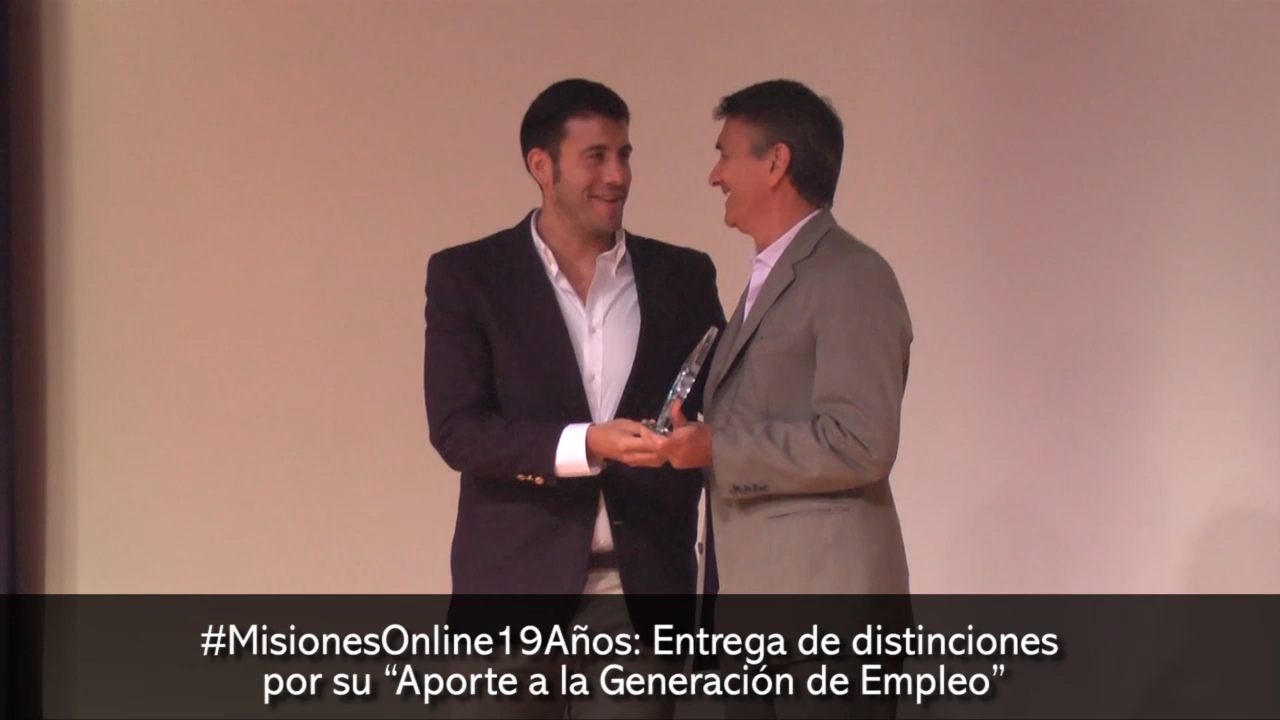 #MisionesOnline19Años: Entrega de distinciones
por su “Aporte a la Generación de Empleo”